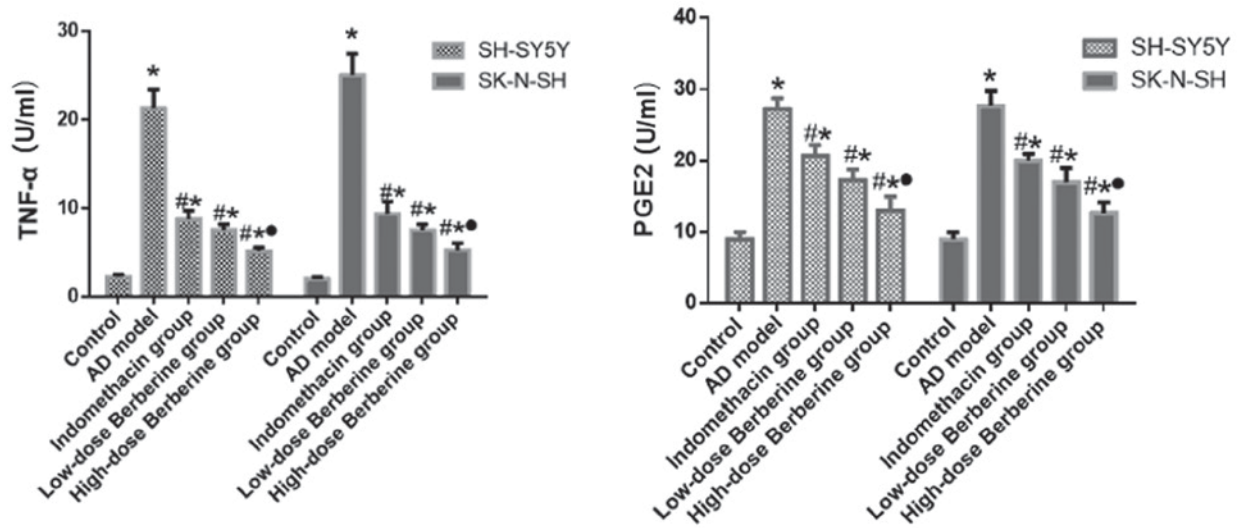 TNF-α (U/ml)
30
20
10
0
SH-SY5Y
SK-N-SH
*
#*
#*
#*●
*
#*
#*
#*●
Control
AD model
Indomethacin group
Low-dose Berberine group
High-dose Berberine group
Control
AD model
Indomethacin group
Low-dose Berberine group
High-dose Berberine group
PGE2 (U/ml)
40
30
20
10
0
SH-SY5Y
SK-N-SH
*
#*
#*
#*●
*
#*
#*
#*●
Control
AD model
Indomethacin group
Low-dose Berberine group
High-dose Berberine group
Control
AD model
Indomethacin group
Low-dose Berberine group
High-dose Berberine group